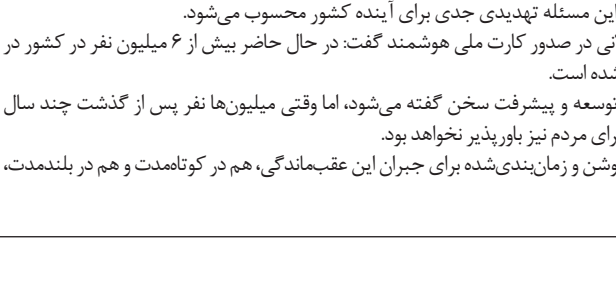 این مسئله تهدیدی جدی برای آینده کشور محسوب می‌شود.
در صدور کارت ملی هوشمند گفت: در حال حاضر بیش از ۶ میلیون نفر در کشور در
شده است.
توسعه و پیشرفت سخن گفته می‌شود، اما وقتی میلیون‌ها نفر پس از گذشت چند سال
برای مردم نیز باورپذیر نخواهد بود.
و زمان‌بندی‌شده برای جبران این عقب‌ماندگی، هم در کوتاه‌مدت و هم در بلندمدت،